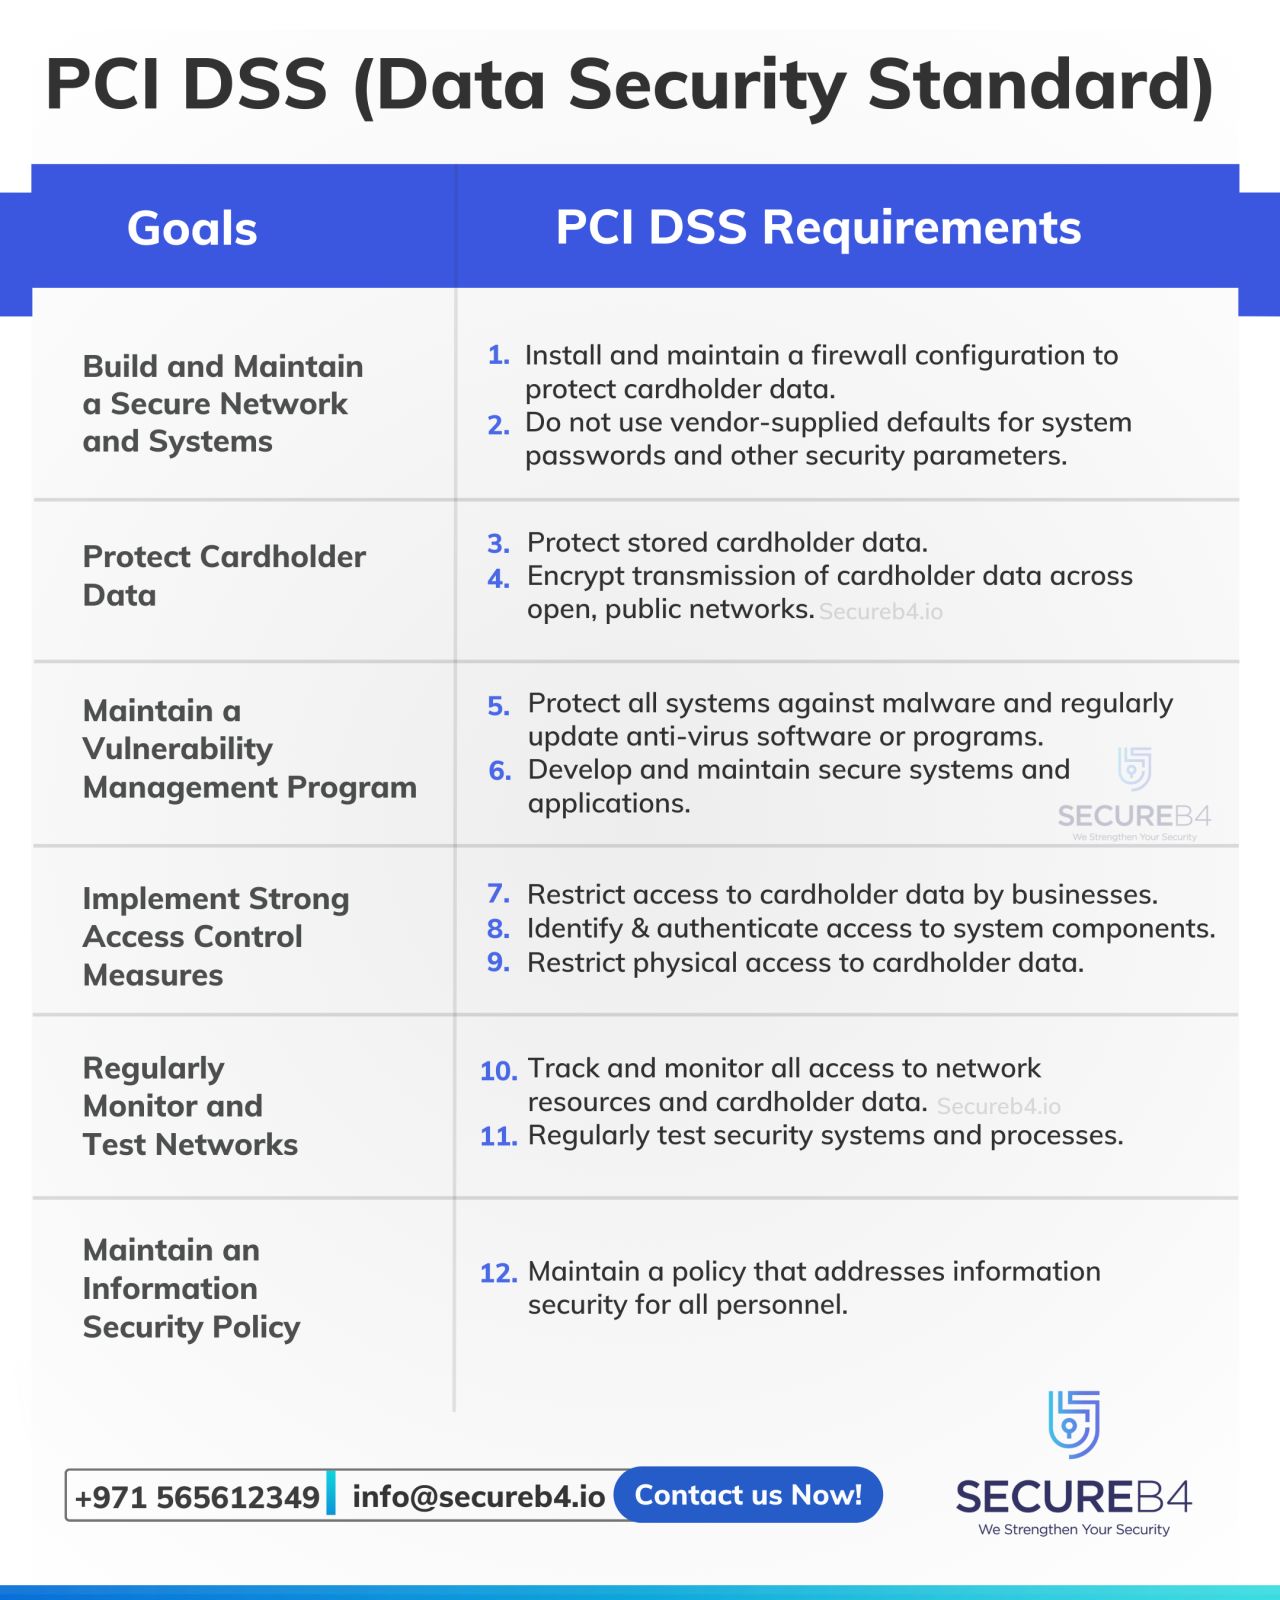 PCI DSS (Data Security Standard)
Goals
PCI DSS Requirements
Build and Maintain
a Secure Network
and Systems
1. Install and maintain a firewall configuration to
protect cardholder data.
2. Do not use vendor-supplied defaults for system
passwords and other security parameters.
Protect Cardholder
Data
3. Protect stored cardholder data.
4. Encrypt transmission of cardholder data across
open, public networks. Secureb4.io
Maintain a
Vulnerability
Management Program
5. Protect all systems against malware and regularly
update anti-virus software or programs.
6. Develop and maintain secure systems and
applications.
SECUREB4
We Strengthen Your Security
Implement Strong
Access Control
Measures
7. Restrict access to cardholder data by businesses.
8. Identify & authenticate access to system components.
9. Restrict physical access to cardholder data.
Regularly
Monitor and
Test Networks
10. Track and monitor all access to network
resources and cardholder data. Secureb4.io
11. Regularly test security systems and processes.
Maintain an
Information
Security Policy
12. Maintain a policy that addresses information
security for all personnel.
+971 565612349 info@secureb4.io Contact us Now!
SECUREB4
We Strengthen Your Security